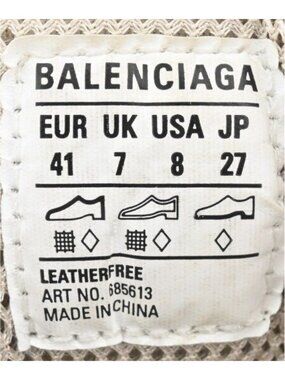 BALENCIAGA
EUR UK USA JP
41 7 8 27
LEATHERFREE
ART NO. 685613
MADE IN CHINA